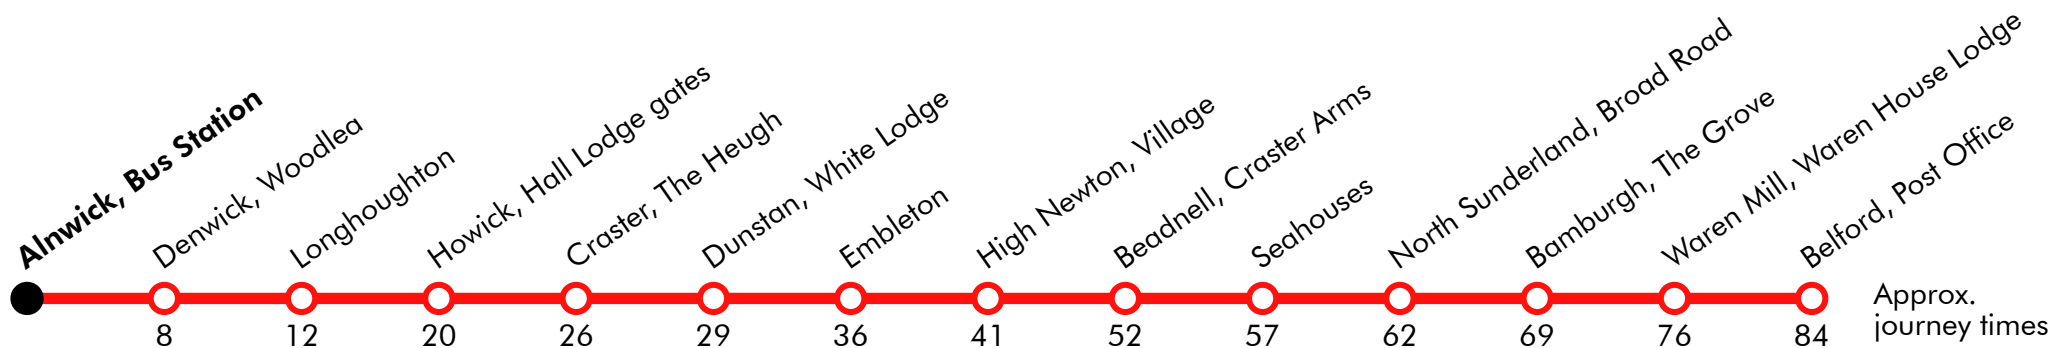 Alnwick, Bus Station
Denwick, Woodlea
Longhoughton
Howick, Hall Lodge gates
Craster, The Heugh
Dunstan, White Lodge
Embleton
High Newton, Village
Beadnell, Craster Arms
Seahouses
North Sunderland, Broad Road
Bamburgh, The Grove
Waren Mill, Waren House Lodge
Belford, Post Office
8 12 20 26 29 36 41 52 57 62 69 76 84
Approx.
journey times